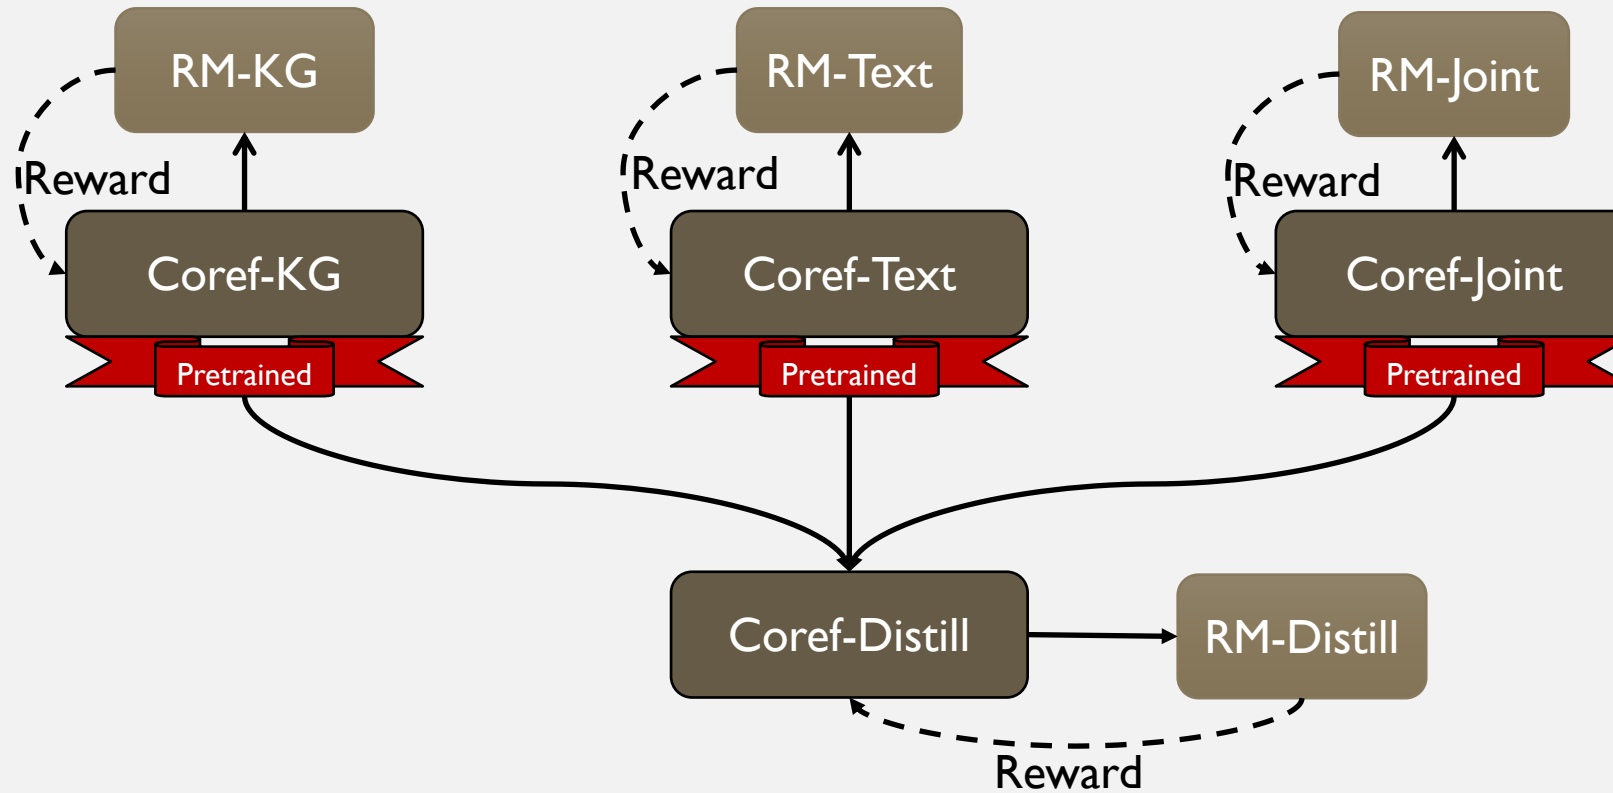 RM-KG
RM-Text
RM-Joint
Reward
Reward
Reward
Coref-KG
Coref-Text
Coref-Joint
Pretrained
Pretrained
Pretrained
Coref-Distill
RM-Distill
Reward